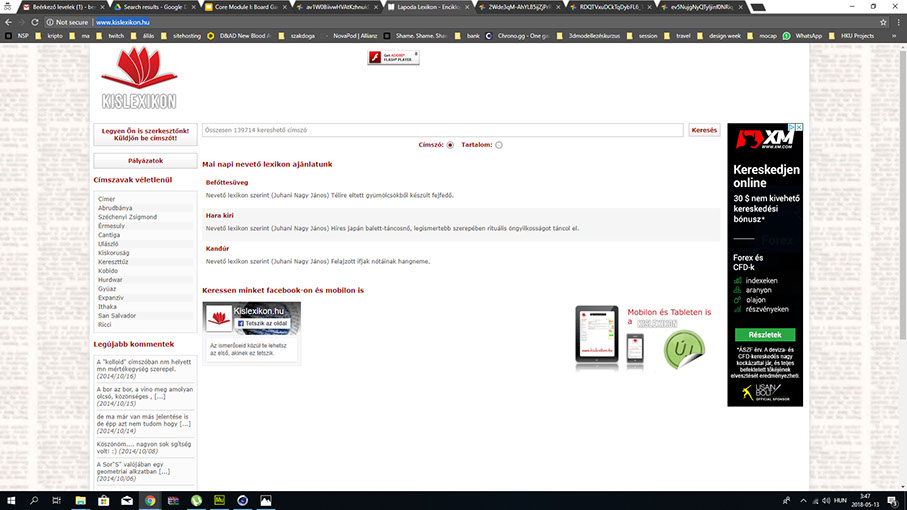 Beérkező levelek (1) - be
Search results - Google D
Core Module I: Board Ga
Lapoda Lexikon - Enciklo
Not secure
www.kislexikon.hu
NSP
kripto
ma
twitch
állás
sitehosting
D&AD New Blood A
szakdoga
NovaPod | Allianz
Shame. Shame. Sham
bank
Chrono.gg - One ga
3dmodellezéskurzus
session
travel
design week
mocap
WhatsApp
HKU Projects
KISLEXIKON
Get ADOBE
FLASH PLAYER
Legyen Ön is szerkesztőnk!
Küldjön be címszót!
Összesen 139714 kereshető címszó
Keresés
Címszó:
Tartalom:
Pályázatok
Címszavak véletlenül
Címer
Abrudbánya
Széchenyi Zsigmond
Érmesuly
Cantiga
Ulászló
Kiskoruság
Kereszttűz
Kobido
Hurdwar
Gyúaz
Expanzív
Ithaka
San Salvador
Ricci
Legújabb kommentek
A "kolloid" címszóban nm helyett
mn mértékegység szerepel.
(2014/10/16)
A bor az bor, a vino meg amolyan
olcsó, közönséges , [...]
(2014/10/15)
de ma már van más jelentése is
de épp azt nem tudom hogy [...]
(2014/10/14)
Köszönöm.... nagyon sok spítség
volt! :) (2014/10/08)
A Sor"S" valójában egy
geometriai alkzatban [...]
(2014/10/06)
Mai napi nevető lexikon ajánlatunk
Befőttesüveg
Nevető lexikon szerint (Juhani Nagy János) Télire eltett gyümölcsökből készült fejfedő.
Hara kiri
Nevető lexikon szerint (Juhani Nagy János) Híres japán balett-táncosnő, legismertebb szerepében rituális öngyilkosságot táncol el.
Kandúr
Nevető lexikon szerint (Juhani Nagy János) Felajzott ifjak nótáinak hangneme.
Keressen minket facebook-on és mobilon is
Kislexikon.hu
Tetszik az oldal
Az ismerőseid közül te lehetsz
az első, akinek ez tetszik.
Mobilon és Tableten is
a KISLEXIKON
www.kislexikon.hu
ÚJ
XM
WWW.XM.COM
Kereskedjen
online
30 $ nem kivehető
kereskedési
bónusz*
Forex és
CFD-k
indexeken
aranyon
olajon
részvényeken
Részletek
*ÁSZF érv. A deviza- és
CFD-kereskedés nagy
kockázattal jár, és teljes
befektetett tőkéjének
elvesztését eredményezheti.
USAIN
BOLT
OFFICIAL SPONSOR
HUN
3:47
2018-05-13